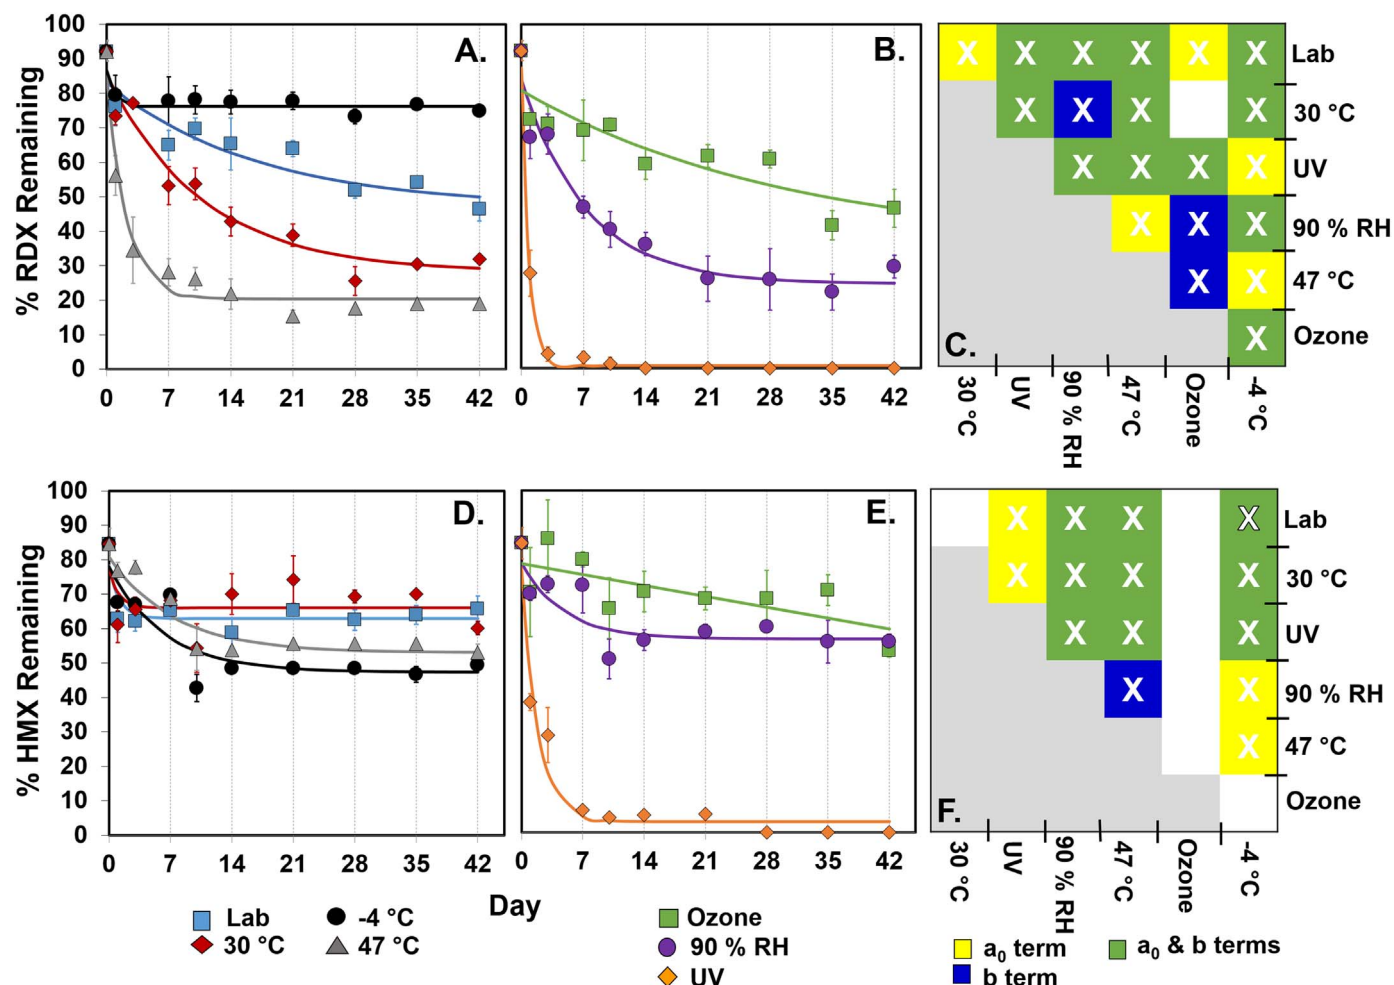 % RDX Remaining
100
90
80
70
60
50
40
30
20
10
0
0 7 14 21 28 35 42
A.
B.
0 7 14 21 28 35 42
X X X X X X Lab
X X X X 30 °C
X X X X UV
X X X 90 % RH
X X 47 °C
X Ozone
C.
30 °C UV 90 % RH 47 °C Ozone -4 °C
% HMX Remaining
100
90
80
70
60
50
40
30
20
10
0
0 7 14 21 28 35 42
D.
E.
0 7 14 21 28 35 42
X X X X Lab
X X X X 30 °C
X X X UV
X X 90 % RH
X 47 °C
Ozone
F.
30 °C UV 90 % RH 47 °C Ozone -4 °C
Day
Lab -4 °C
30 °C 47 °C
Ozone
90 % RH
UV
a0 term a0 & b terms
b term